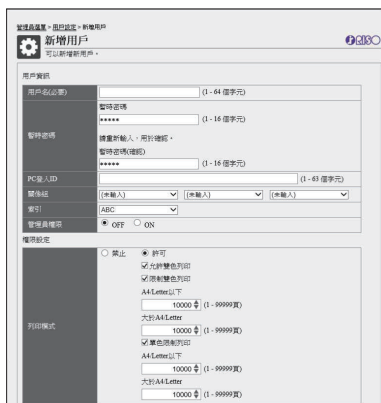 管理員選單 > 用戶設定 > 新增用戶
新增用戶
RISO
可以新增新用戶。
用戶資訊
用戶名(必要) (1 - 64 個字元)
暫時密碼
暫時密碼
***** (1 - 16 個字元)
請重新輸入，用於確認。
暫時密碼(確認)
***** (1 - 16 個字元)
PC登入ID (1 - 63 個字元)
關係組 (未輸入) (未輸入) (未輸入)
索引 ABC
管理員權限 OFF ON
權限設定
列印模式
禁止 許可
允許雙色列印
限制雙色列印
A4/Letter以下
10000 (1 - 99999頁)
大於A4/Letter
10000 (1 - 99999頁)
單色限制列印
A4/Letter以下
10000 (1 - 99999頁)
大於A4/Letter
10000 (1 - 99999頁)